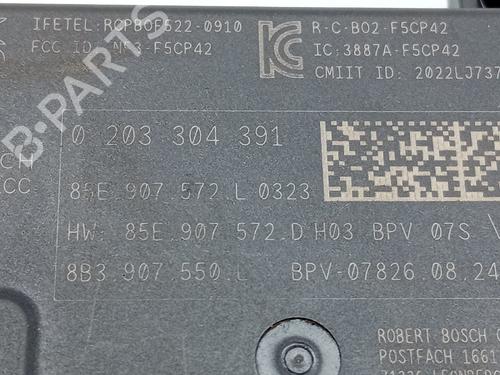 IFETEL: RCPBOF522-0910
FCC ID: NF3-F5CP42
R-C-BO2-F5CP42
IC: 3887A-F5CP42
CMIIT ID: 2022LJ737
0 203 304 391
85E.907.572.L 0323
HW: 85E.907.572.D H03 BPV 07S
8B3.907.550.L BPV-07826.08.24
ROBERT BOSCH
POSTFACH 1661
B-PARTS